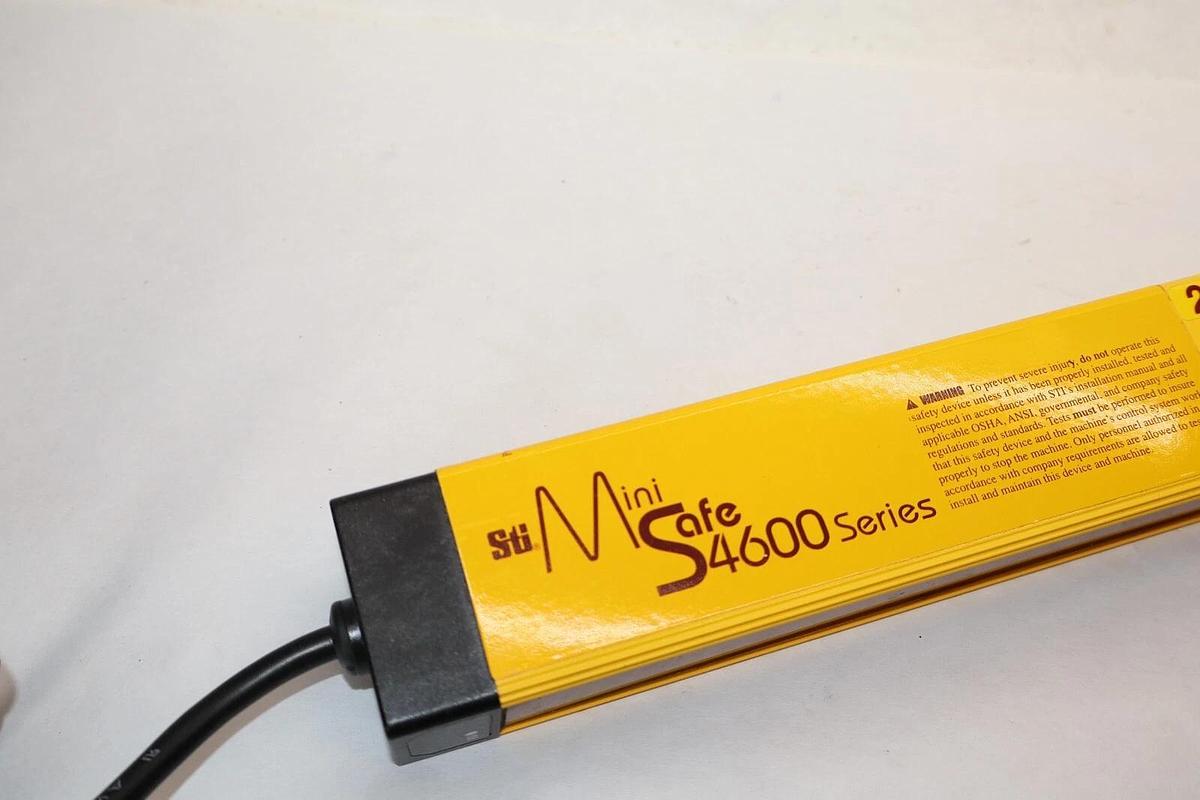 Sti® Mini
Safe
4600 Series
WARNING To prevent severe injury, do not operate this
safety device unless it has been properly installed, tested and
inspected in accordance with STI's installation manual and all
applicable OSHA, ANSI, governmental, and company safety
regulations and standards. Tests must be performed to insure
that this safety device and the machine's control system work
properly to stop the machine. Only personnel authorized in
accordance with company requirements are allowed to test,
install and maintain this device and machine.
2